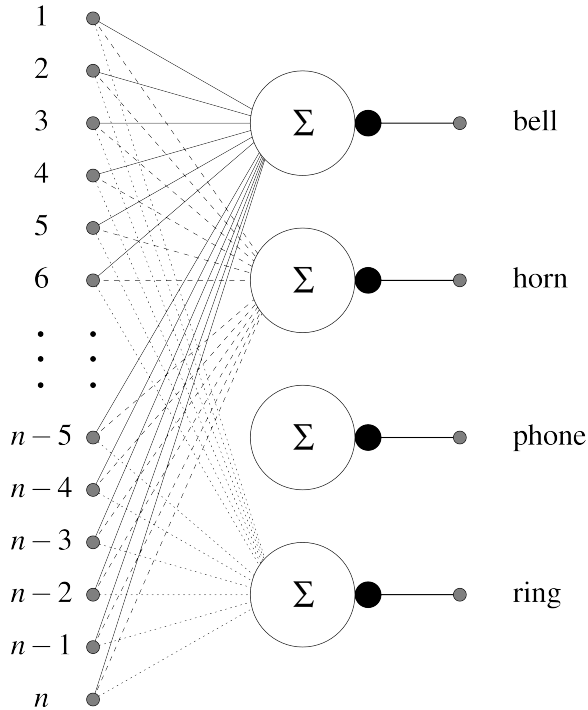 1
2
3
Σ
bell
4
5
6
Σ
horn
n − 5
Σ
phone
n − 4
n − 3
n − 2
Σ
ring
n − 1
n